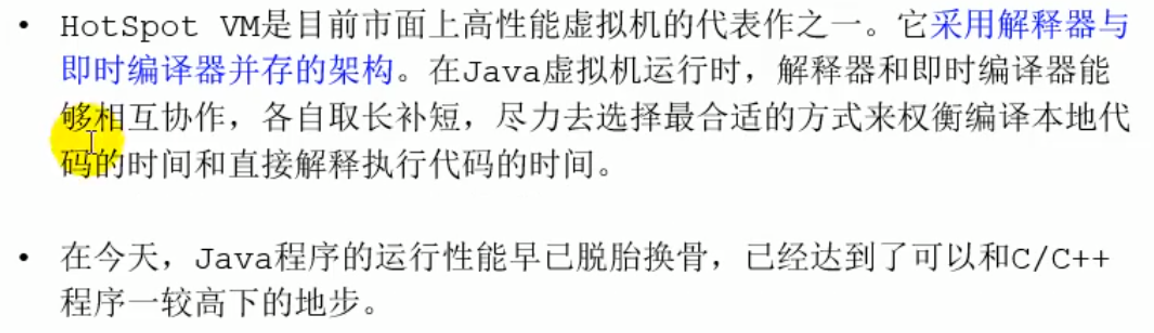 • HotSpot VM是目前市面上高性能虚拟机的代表作之一。它采用解释器与
即时编译器并存的架构。在Java虚拟机运行时，解释器和即时编译器能
够相互协作，各自取长补短，尽力去选择最合适的方式来权衡编译本地代
码的时间和直接解释执行代码的时间。
• 在今天，Java程序的运行性能早已脱胎换骨，已经达到了可以和C/C++
程序一较高下的地步。